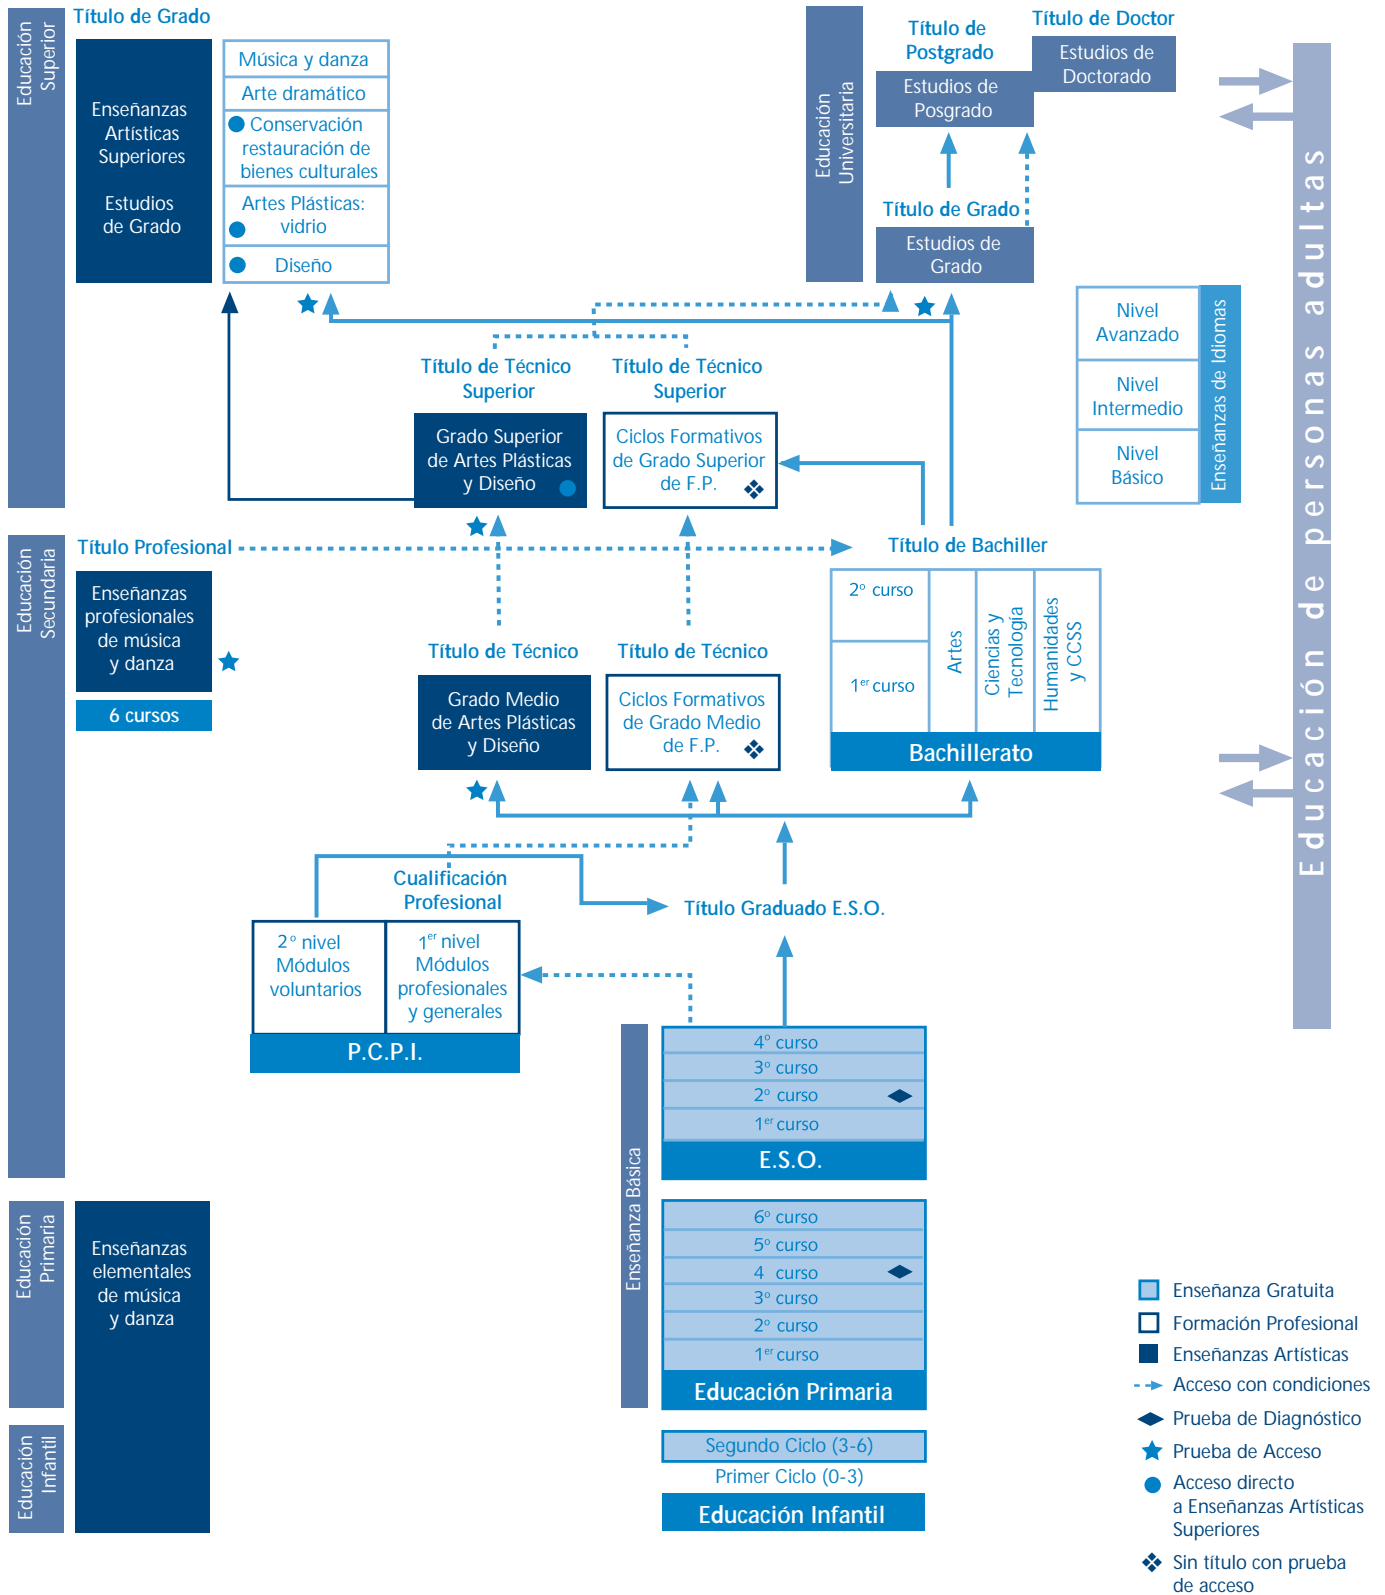 Educación
Superior
Título de Grado
Enseñanzas
Artísticas
Superiores
Estudios
de Grado
Música y danza
Arte dramático
Conservación
restauración de
bienes culturales
Artes Plásticas:
vidrio
Diseño
Educación
Universitaria
Título de
Postgrado
Estudios de
Posgrado
Título de Doctor
Estudios de
Doctorado
Título de Grado
Estudios de
Grado
Nivel
Avanzado
Nivel
Intermedio
Nivel
Básico
Enseñanzas de Idiomas
Educación de personas adultas
Título de Técnico
Superior
Grado Superior
de Artes Plásticas
y Diseño
Título de Técnico
Superior
Ciclos Formativos
de Grado Superior
de F.P.
Educación
Secundaria
Título Profesional
Enseñanzas
profesionales
de música
y danza
6 cursos
Título de Técnico
Grado Medio
de Artes Plásticas
y Diseño
Título de Técnico
Ciclos Formativos
de Grado Medio
de F.P.
Título de Bachiller
2º curso
1er curso
Artes
Ciencias y
Tecnología
Humanidades
y CCSS
Bachillerato
Cualificación
Profesional
Título Graduado E.S.O.
2º nivel
Módulos
voluntarios
1er nivel
Módulos
profesionales
y generales
P.C.P.I.
Enseñanza Básica
4º curso
3º curso
2º curso
1er curso
E.S.O.
Educación
Primaria
Enseñanzas
elementales
de música
y danza
6º curso
5º curso
4 curso
3º curso
2º curso
1er curso
Educación Primaria
Educación
Infantil
Segundo Ciclo (3-6)
Primer Ciclo (0-3)
Educación Infantil
Enseñanza Gratuita
Formación Profesional
Enseñanzas Artísticas
Acceso con condiciones
Prueba de Diagnóstico
Prueba de Acceso
Acceso directo
a Enseñanzas Artísticas
Superiores
Sin título con prueba
de acceso